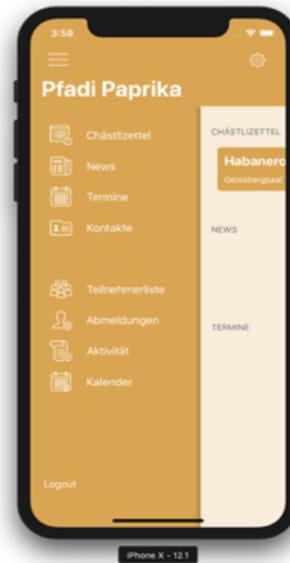 3:58
Pfadi Paprika
Chästlizettel
News
Termine
Kontakte
Teilnehmerliste
Abmeldungen
Aktivität
Kalender
Logout
CHÄSTLIZETTEL
Habanero
Geissbergsaal
NEWS
TERMINE
iPhone X - 12.1